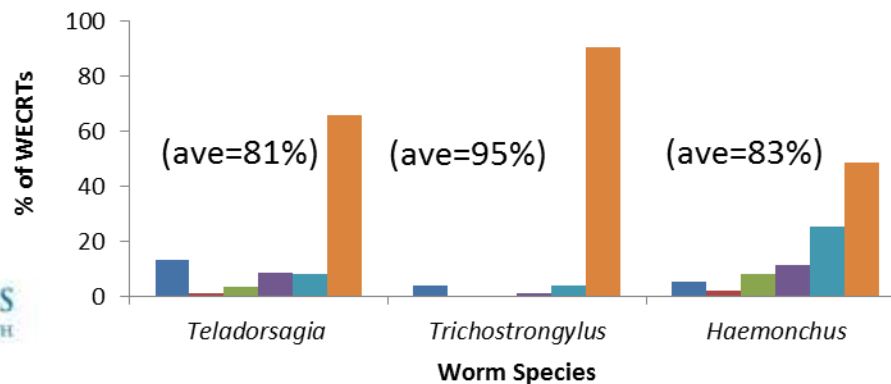 100
80
60
40
20
0
% of WECRTs
(ave=81%) (ave=95%) (ave=83%)
S
H
Teladorsagia Trichostrongylus Haemonchus
Worm Species